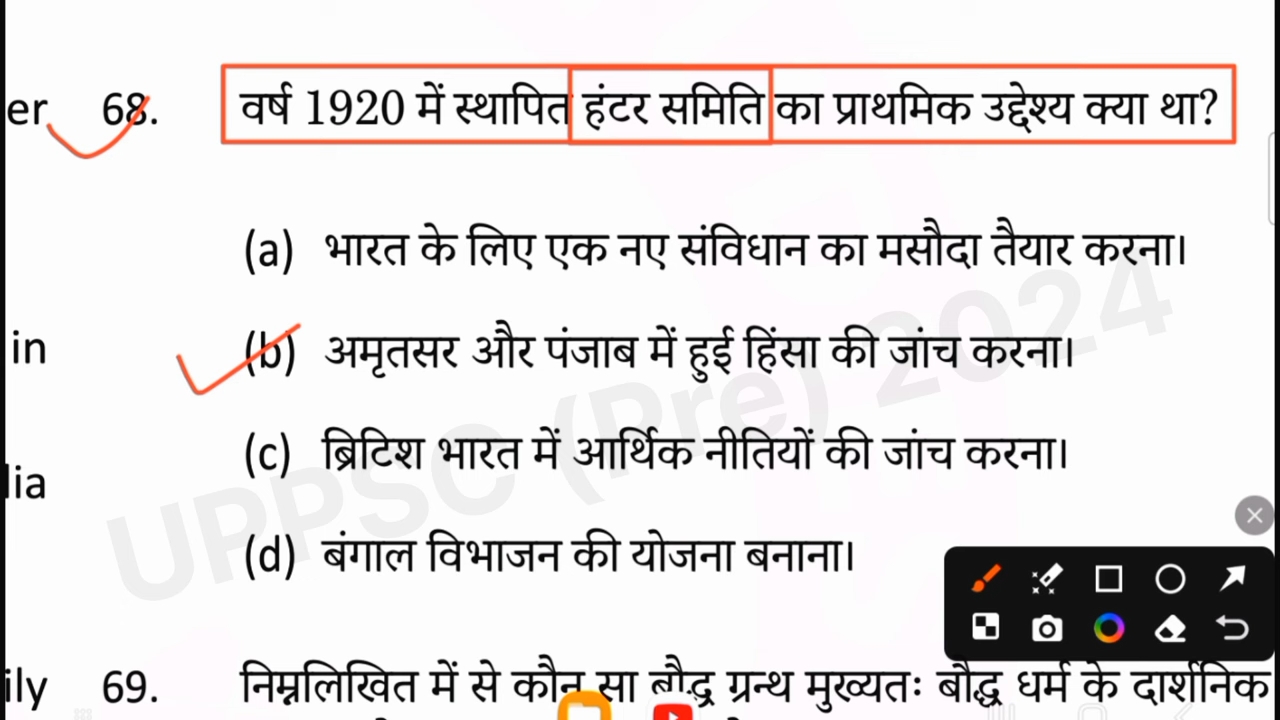 er 68. वर्ष 1920 में स्थापित हंटर समिति का प्राथमिक उद्देश्य क्या था?
(a) भारत के लिए एक नए संविधान का मसौदा तैयार करना।
in (b) अमृतसर और पंजाब में हुई हिंसा की जांच करना।
(c) ब्रिटिश भारत में आर्थिक नीतियों की जांच करना।
lia
(d) बंगाल विभाजन की योजना बनाना।
UPPSC (Pre) 2024
ily 69. निम्नलिखित में से कौन सा बौद्ध ग्रन्थ मुख्यतः बौद्ध धर्म के दार्शनिक